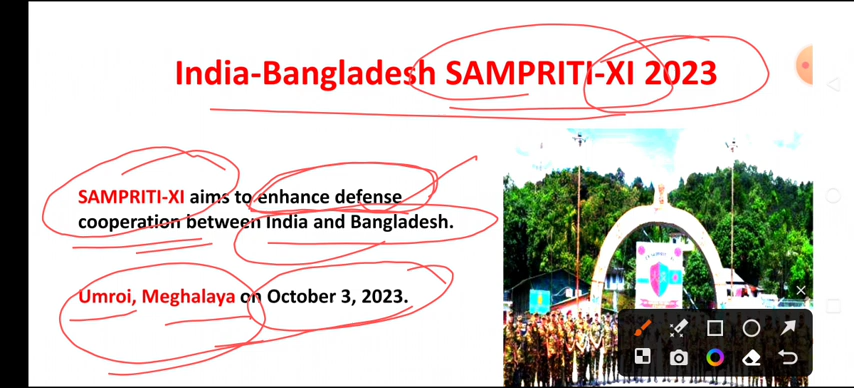 India-Bangladesh SAMPRITI-XI 2023
SAMPRITI-XI aims to enhance defense
cooperation between India and Bangladesh.
Umroi, Meghalaya on October 3, 2023.